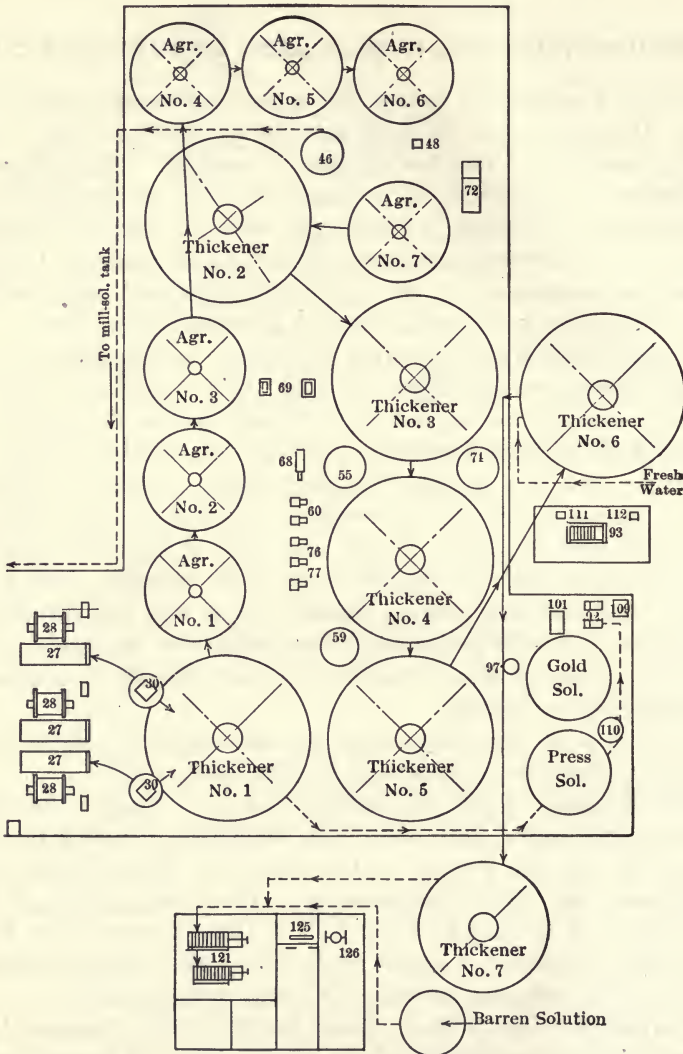 Agr.
No. 4
Agr.
No. 5
Agr.
No. 6
46
48
72
Thickener
No. 2
Agr.
No. 7
To mill-sol. tank
Agr.
No. 3
69
Thickener
No. 3
Thickener
No. 6
68
55
71
Fresh
Water
60
111
112
93
Agr.
No. 2
76
77
Thickener
No. 4
Agr.
No. 1
59
101
92
109
28
27
30
97
Gold
Sol.
28
27
Thickener
No. 1
Thickener
No. 5
110
Press
Sol.
27
30
28
125
121
126
Thickener
No. 7
Barren Solution